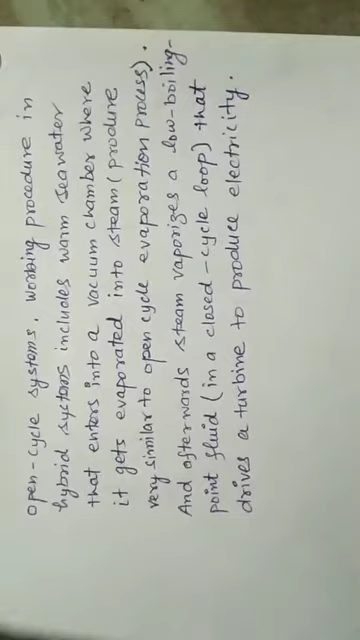 open-cycle systems. working procedure in
hybrid systoms includes warm seawater
that enters into a vacuum chamber where
it gets evaporated into steam (produre
very similar to open cycle evaporation process).
And afterwards steam vaporizes a low-boiling-
point fluid (in a closed-cycle loop) that
drives a turbine to produce electricity.